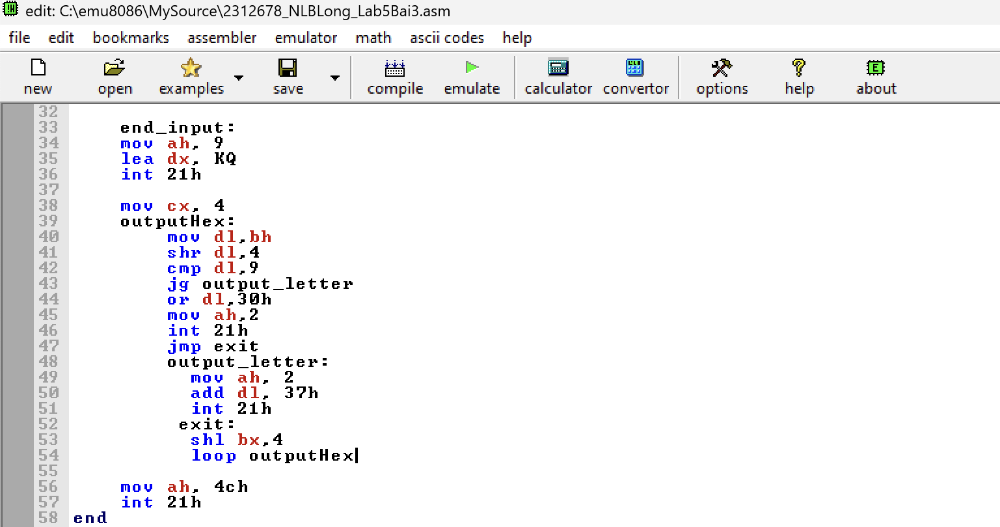 edit: C:\emu8086\MySource\2312678_NLBLong_Lab5Bai3.asm
file edit bookmarks assembler emulator math ascii codes help
new open examples save compile emulate calculator convertor options help about
32
33 end_input:
34 mov ah, 9
35 lea dx, KQ
36 int 21h
37
38 mov cx, 4
39 outputHex:
40 mov dl,bh
41 shr dl,4
42 cmp dl,9
43 jg output_letter
44 or dl,30h
45 mov ah,2
46 int 21h
47 jmp exit
48 output_letter:
49 mov ah, 2
50 add dl, 37h
51 int 21h
52 exit:
53 shl bx,4
54 loop outputHex
55
56 mov ah, 4ch
57 int 21h
58 end